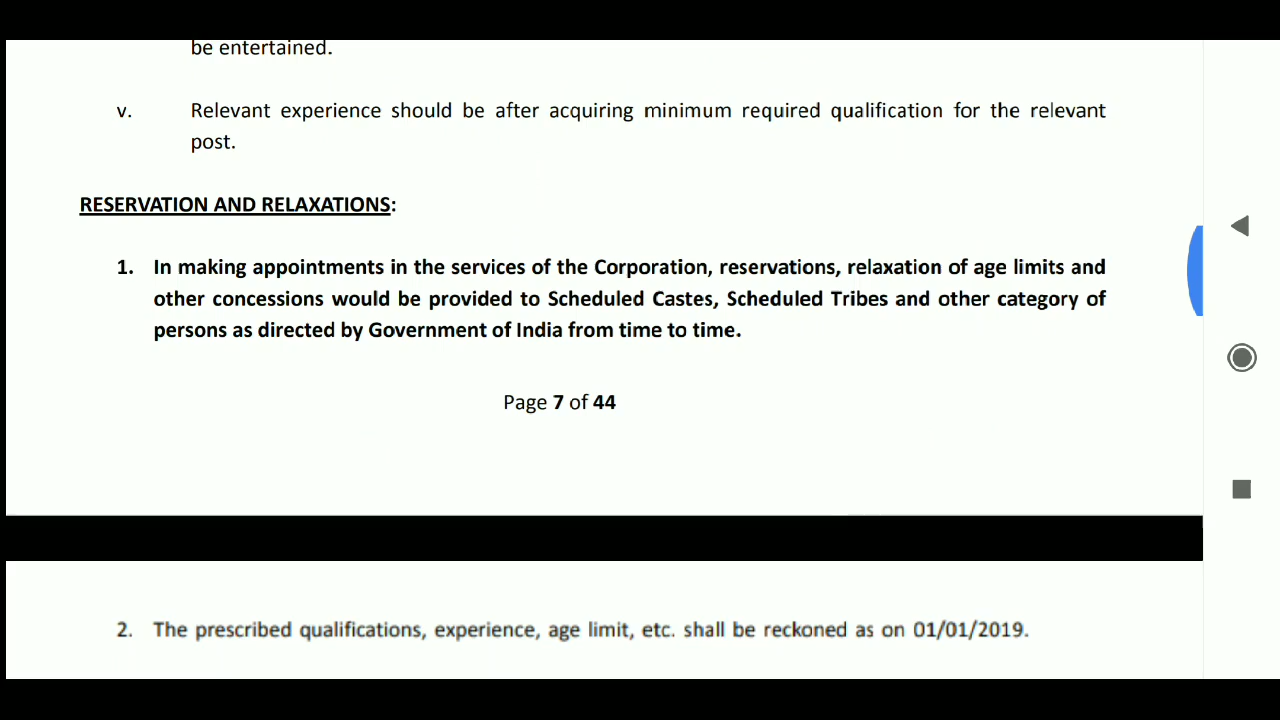 be entertained.
v. Relevant experience should be after acquiring minimum required qualification for the relevant
post.
RESERVATION AND RELAXATIONS:
1. In making appointments in the services of the Corporation, reservations, relaxation of age limits and
other concessions would be provided to Scheduled Castes, Scheduled Tribes and other category of
persons as directed by Government of India from time to time.
Page 7 of 44
2. The prescribed qualifications, experience, age limit, etc. shall be reckoned as on 01/01/2019.